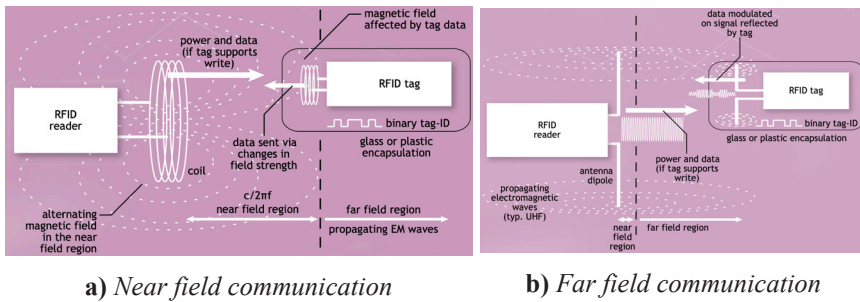 magnetic field
affected by tag data
power and data
(if tag supports
write)
RFID
reader
RFID tag
binary tag-ID
glass or plastic
encapsulation
data sent via
changes in
field strength
coil
alternating
magnetic field
in the near
field region
c/2πf
near field region
far field region
propagating EM waves
a) Near field communication
data modulated
on signal reflected
by tag
RFID
reader
RFID tag
binary tag-ID
glass or plastic
encapsulation
power and data
(if tag supports
write)
antenna
dipole
propagating
electromagnetic
waves
(typ. UHF)
near
field
region
far field region
b) Far field communication